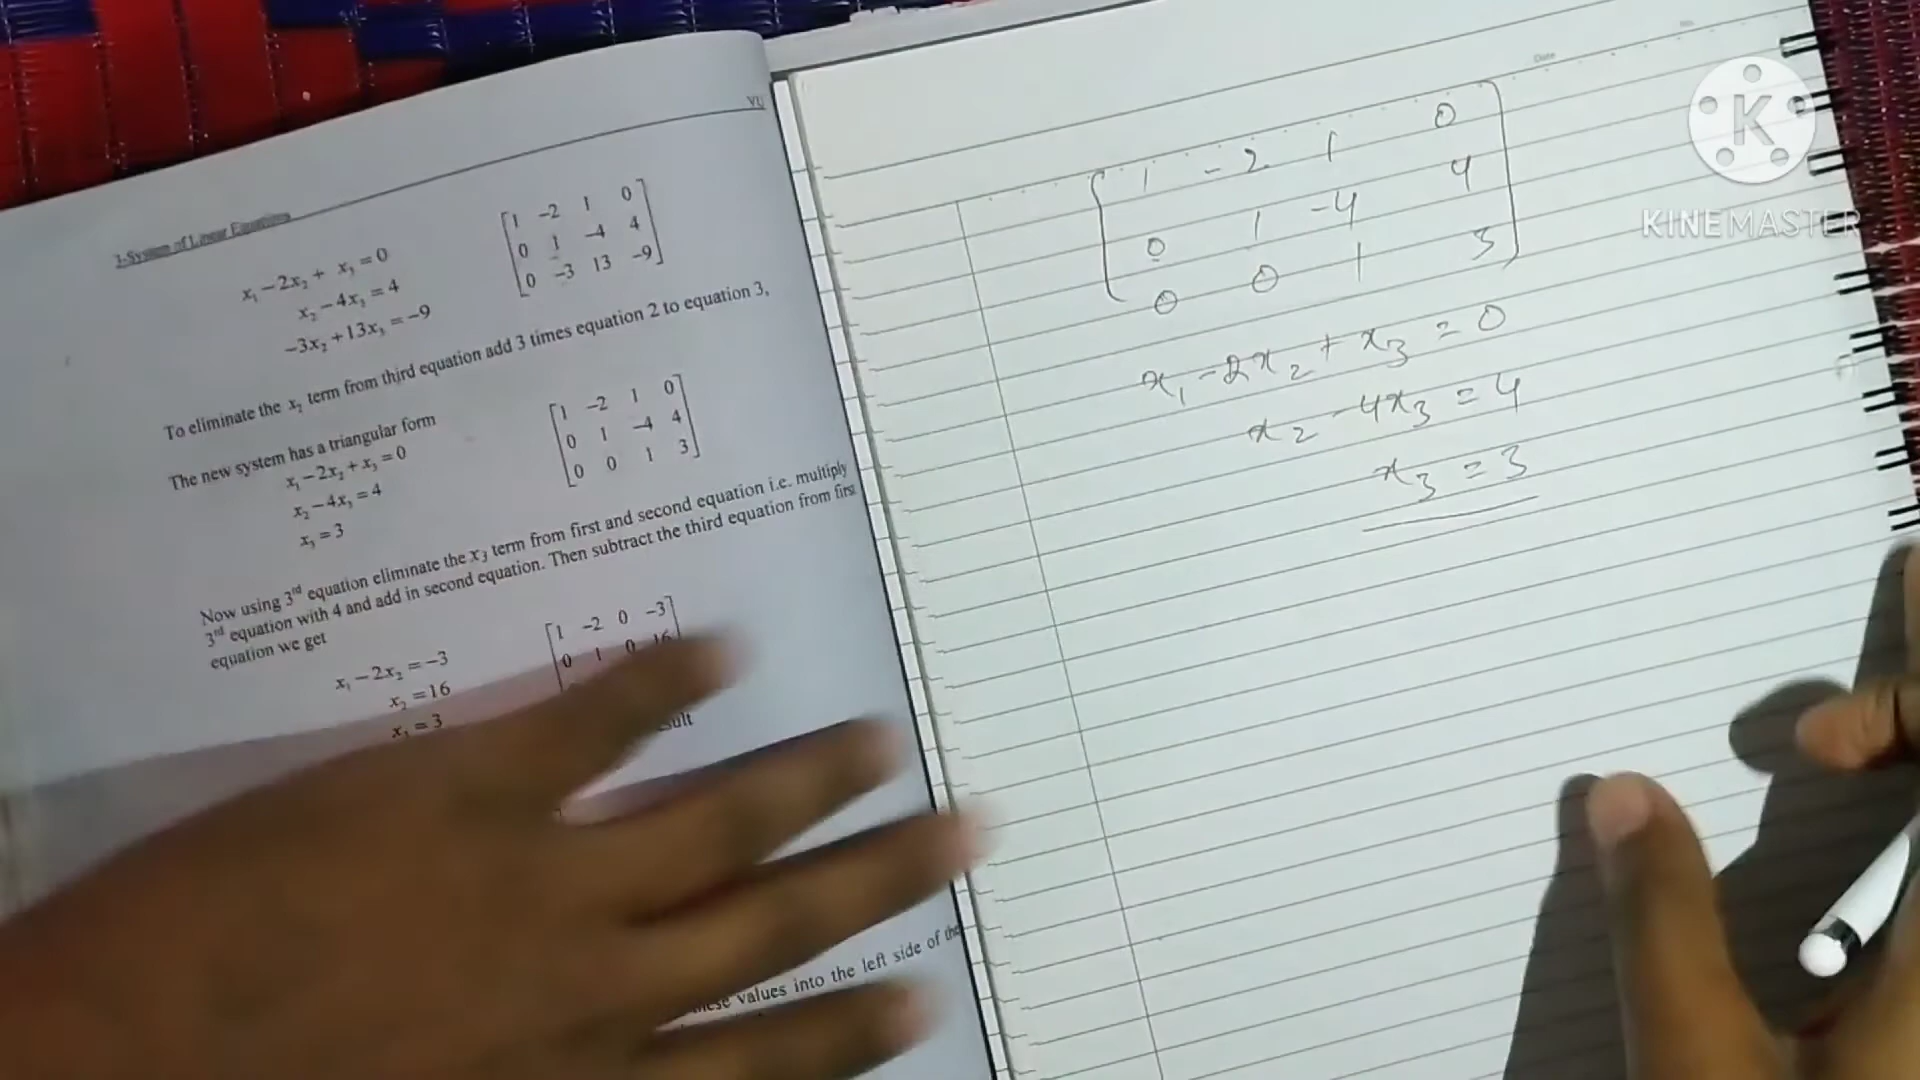 VU
1-System of Linear Equations
x₁ − 2x₂ + x₃ = 0
x₂ − 4x₃ = 4
−3x₂ + 13x₃ = −9
1 −2 1 0
0 1 −4 4
0 −3 13 −9
To eliminate the x₂ term from third equation add 3 times equation 2 to equation 3,
The new system has a triangular form
x₁ − 2x₂ + x₃ = 0
x₂ − 4x₃ = 4
x₃ = 3
1 −2 1 0
0 1 −4 4
0 0 1 3
Now using 3rd equation eliminate the x₃ term from first and second equation i.e. multiply
3rd equation with 4 and add in second equation. Then subtract the third equation from first
equation we get
x₁ − 2x₂ = −3
x₂ = 16
x₃ = 3
1 −2 0 −3
0 1 0 16
values into the left side of the
Date
1 −2 1 0
0 1 −4 4
0 0 1 3
x₁ − 2x₂ + x₃ = 0
x₂ − 4x₃ = 4
x₃ = 3
K
KINEMASTER